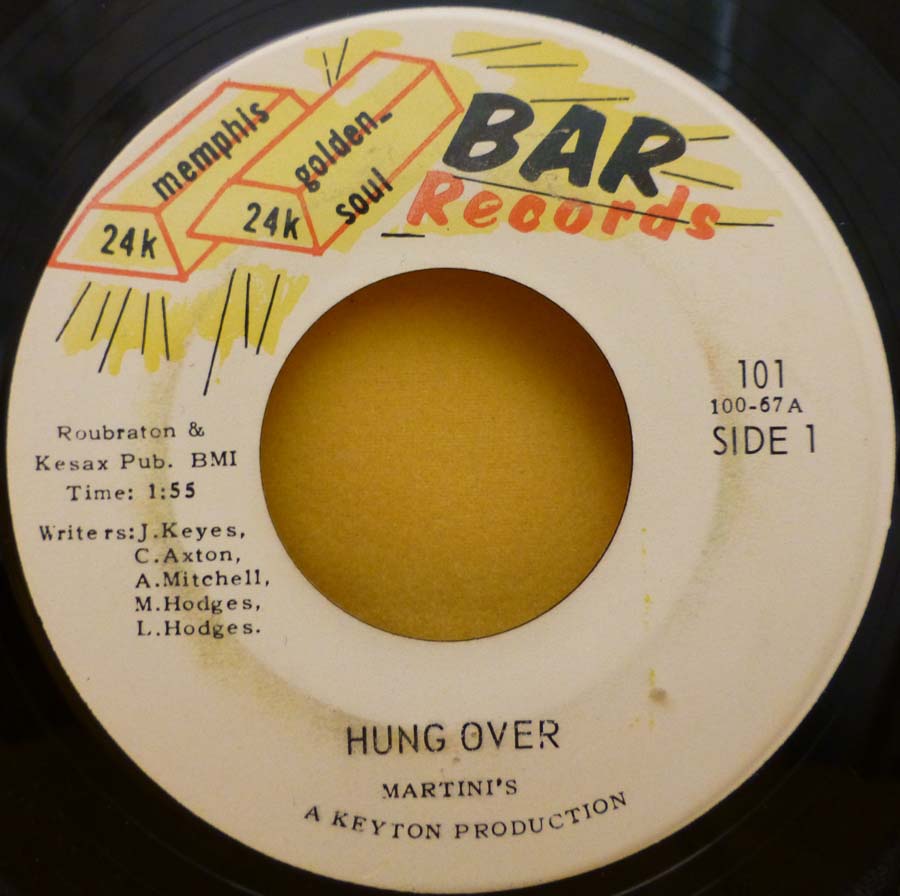 memphis
golden-
soul
24k
24k
BAR
Records
101
100-67A
SIDE 1
Roubraton &
Kesax Pub. BMI
Time: 1:55
Writers:J.Keyes,
C.Axton,
A.Mitchell,
M.Hodges,
L.Hodges.
HUNG OVER
MARTINI'S
A KEYTON PRODUCTION